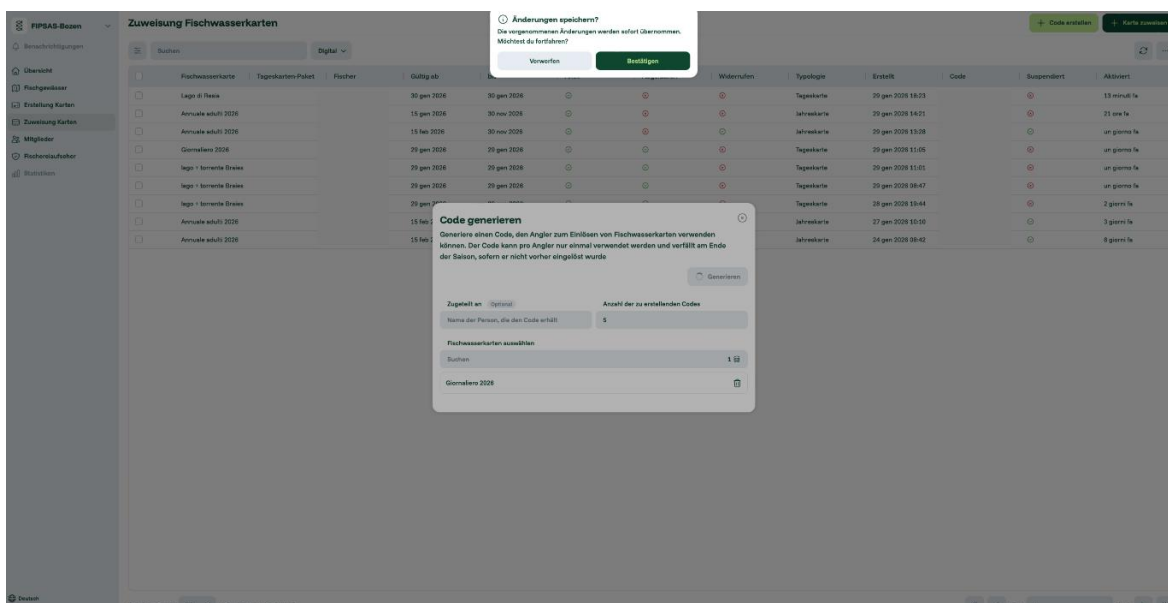 FIPSAS-Bozen
Benachrichtigungen
Übersicht
Fischgewässer
Erstellung Karten
Zuweisung Karten
Mitglieder
Fischereiaufseher
Statistiken
Deutsch
Zuweisung Fischwasserkarten
+ Code erstellen
+ Karte zuweisen
Suchen
Digital
Änderungen speichern?
Die vorgenommenen Änderungen werden sofort übernommen.
Möchtest du fortfahren?
Verwerfen
Bestätigen
Fischwasserkarte Tageskarten-Paket Fischer Gültig ab Widerrufen Typologie Erstellt Code Suspendiert Aktiviert
Lago di Resia 30 gen 2026 30 gen 2026 Tageskarte 29 gen 2026 16:23 13 minuti fa
Annuale adulti 2026 15 gen 2026 30 nov 2026 Jahreskarte 29 gen 2026 14:21 21 ore fa
Annuale adulti 2026 15 feb 2026 30 nov 2026 Jahreskarte 29 gen 2026 13:28 un giorno fa
Giornaliero 2026 29 gen 2026 29 gen 2026 Tageskarte 29 gen 2026 11:05 un giorno fa
lago + torrente Braies 29 gen 2026 29 gen 2026 Tageskarte 29 gen 2026 11:01 un giorno fa
lago + torrente Braies 29 gen 2026 29 gen 2026 Tageskarte 29 gen 2026 08:47 un giorno fa
lago + torrente Braies 29 gen Tageskarte 28 gen 2026 15:44 2 giorni fa
Annuale adulti 2026 15 feb Jahreskarte 27 gen 2026 10:10 3 giorni fa
Annuale adulti 2026 15 feb Jahreskarte 24 gen 2026 08:42 6 giorni fa
Code generieren
Generiere einen Code, den Angler zum Einlösen von Fischwasserkarten verwenden
können. Der Code kann pro Angler nur einmal verwendet werden und verfällt am Ende
der Saison, sofern er nicht vorher eingelöst wurde
Generieren
Zugeteilt an Optional
Name der Person, die den Code erhält
Anzahl der zu erstellenden Codes
5
Fischwasserkarten auswählen
Suchen 1
Giornaliero 2026